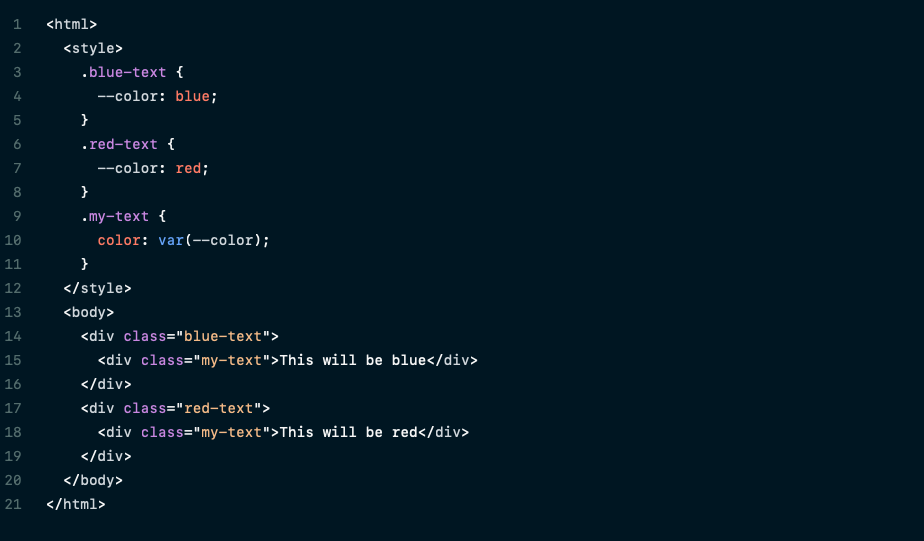 1 <html>
2   <style>
3     .blue-text {
4       --color: blue;
5     }
6     .red-text {
7       --color: red;
8     }
9     .my-text {
10       color: var(--color);
11     }
12   </style>
13   <body>
14     <div class="blue-text">
15       <div class="my-text">This will be blue</div>
16     </div>
17     <div class="red-text">
18       <div class="my-text">This will be red</div>
19     </div>
20   </body>
21 </html>